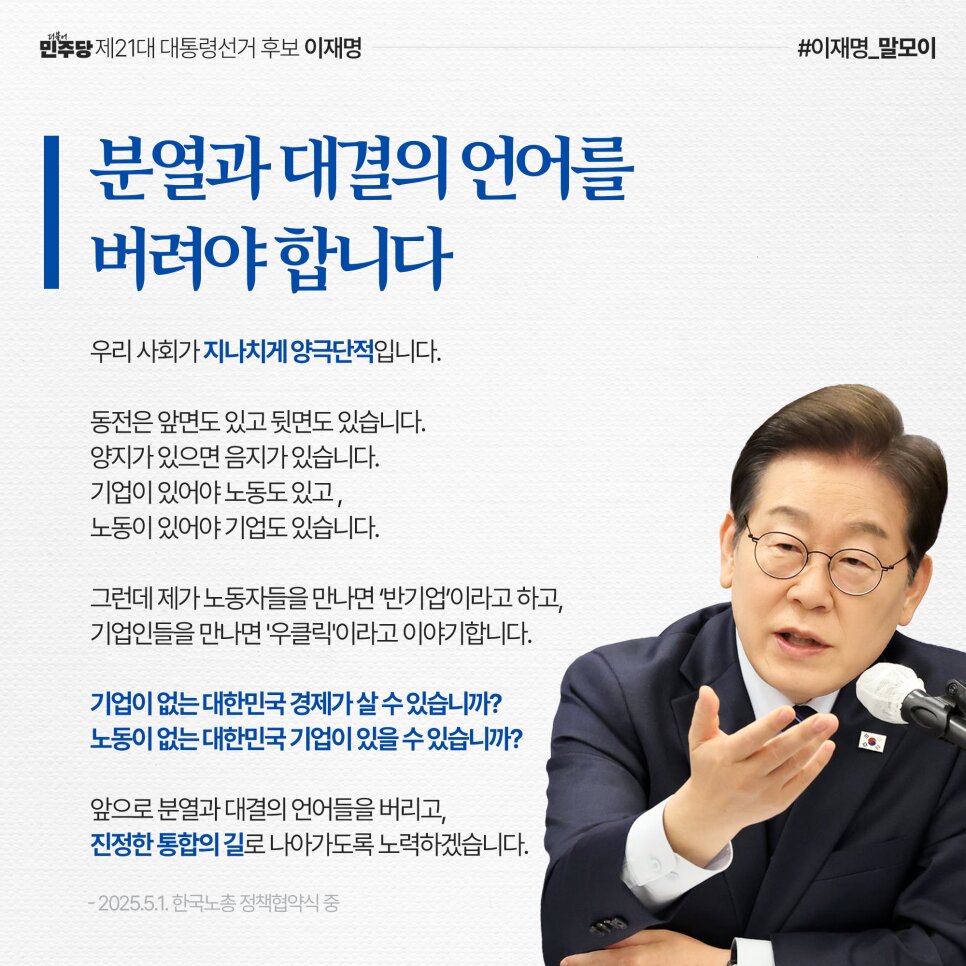 더불어
민주당 제21대 대통령선거 후보 이재명
#이재명_말모이
분열과 대결의 언어를
버려야 합니다
우리 사회가 지나치게 양극단적입니다.
동전은 앞면도 있고 뒷면도 있습니다.
양지가 있으면 음지가 있습니다.
기업이 있어야 노동도 있고 ,
노동이 있어야 기업도 있습니다.
그런데 제가 노동자들을 만나면 ‘반기업’이라고 하고,
기업인들을 만나면 '우클릭'이라고 이야기합니다.
기업이 없는 대한민국 경제가 살 수 있습니까?
노동이 없는 대한민국 기업이 있을 수 있습니까?
앞으로 분열과 대결의 언어들을 버리고,
진정한 통합의 길로 나아가도록 노력하겠습니다.
- 2025.5.1. 한국노총 정책협약식 중